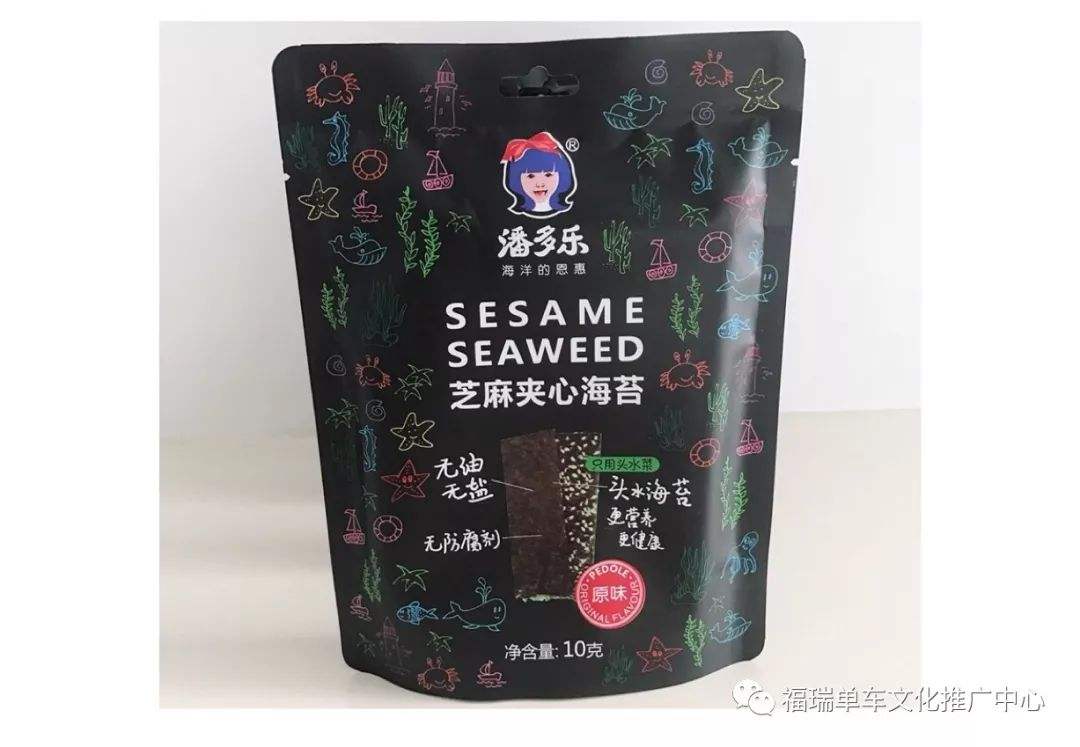 ®
潘多乐
海洋的恩惠
SESAME
SEAWEED
芝麻夹心海苔
只用头水菜
无油
无盐
头水海苔
更营养
更健康
无防腐剂
PEDOLE
原味
ORIGINAL FLAVOUR
净含量: 10克
福瑞单车文化推广中心